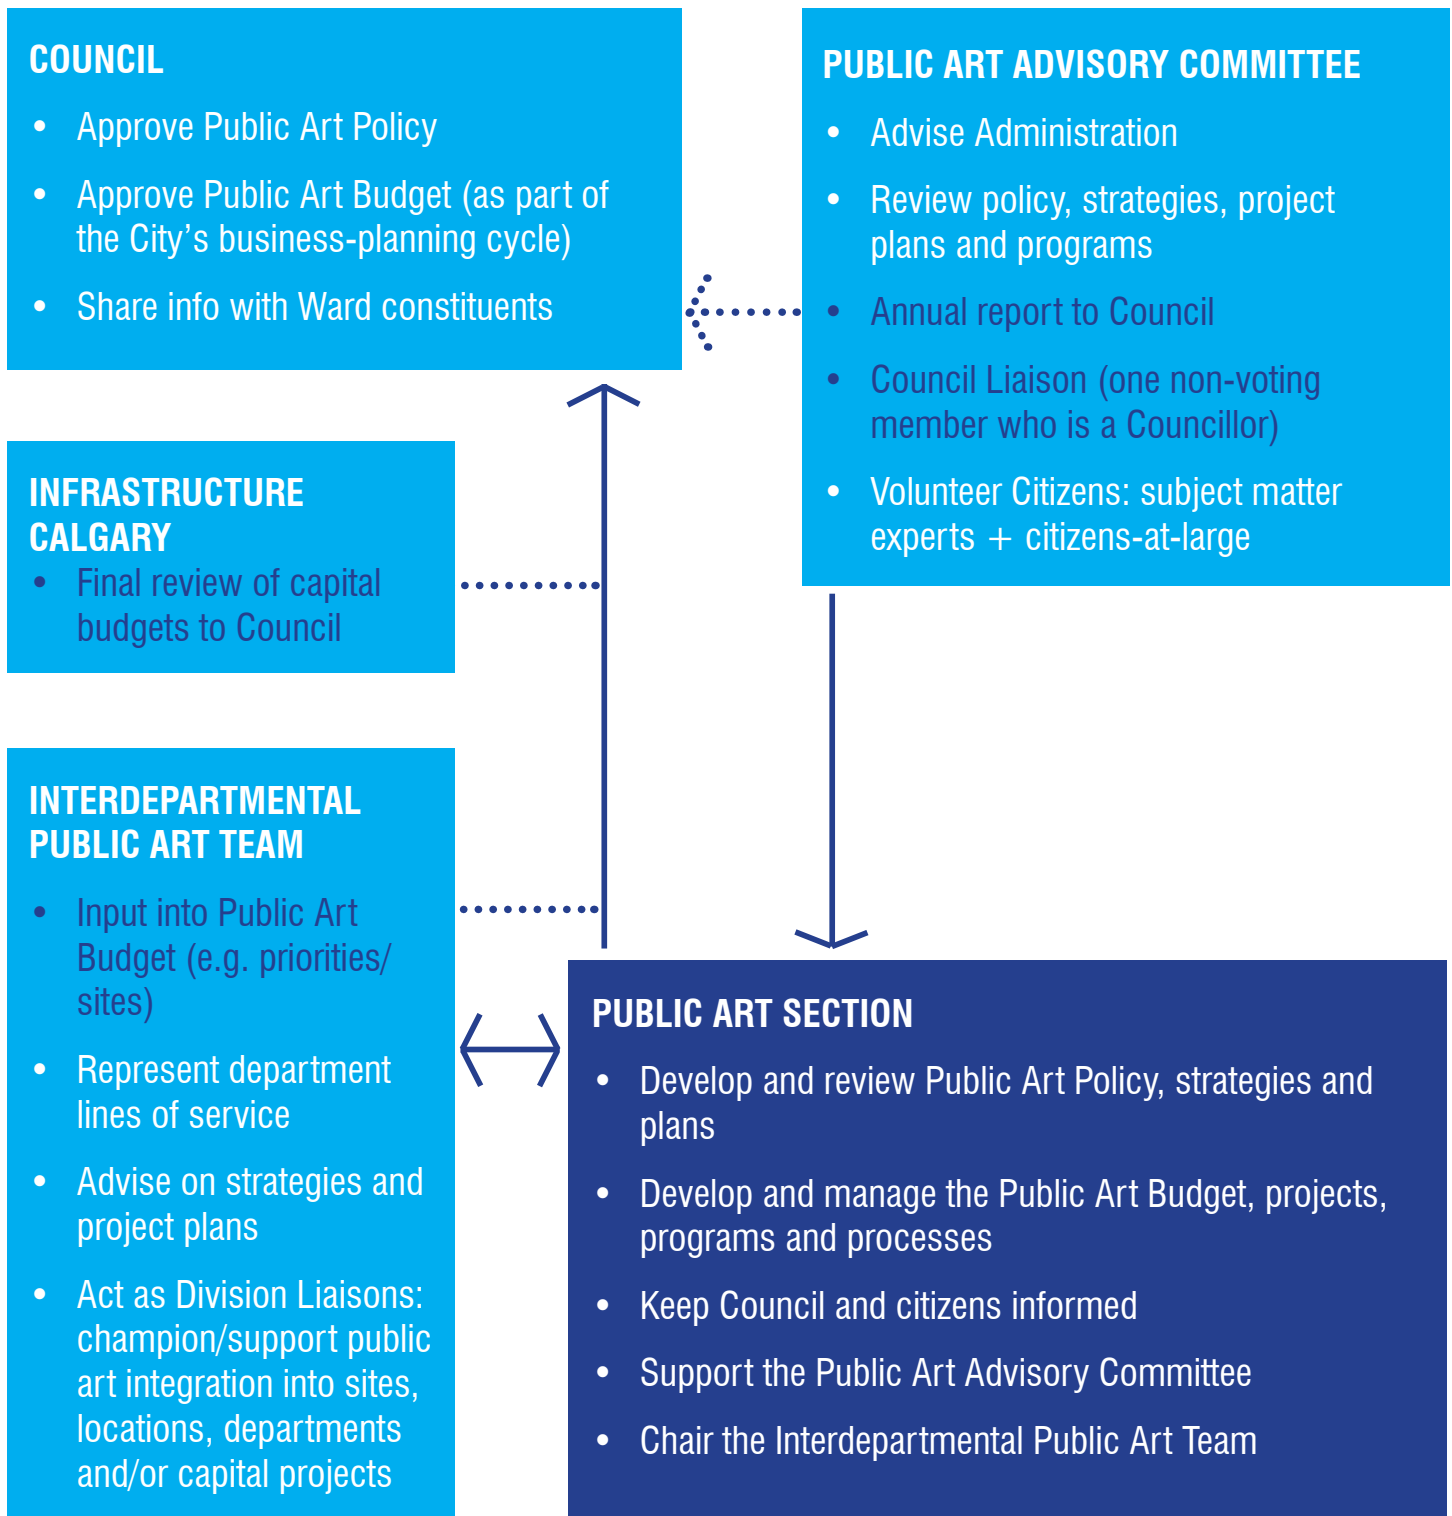 COUNCIL
• Approve Public Art Policy
• Approve Public Art Budget (as part of
the City’s business-planning cycle)
• Share info with Ward constituents
PUBLIC ART ADVISORY COMMITTEE
• Advise Administration
• Review policy, strategies, project
plans and programs
• Annual report to Council
• Council Liaison (one non-voting
member who is a Councillor)
• Volunteer Citizens: subject matter
experts + citizens-at-large
INFRASTRUCTURE
CALGARY
• Final review of capital
budgets to Council
INTERDEPARTMENTAL
PUBLIC ART TEAM
• Input into Public Art
Budget (e.g. priorities/
sites)
• Represent department
lines of service
• Advise on strategies and
project plans
• Act as Division Liaisons:
champion/support public
art integration into sites,
locations, departments
and/or capital projects
PUBLIC ART SECTION
• Develop and review Public Art Policy, strategies and
plans
• Develop and manage the Public Art Budget, projects,
programs and processes
• Keep Council and citizens informed
• Support the Public Art Advisory Committee
• Chair the Interdepartmental Public Art Team